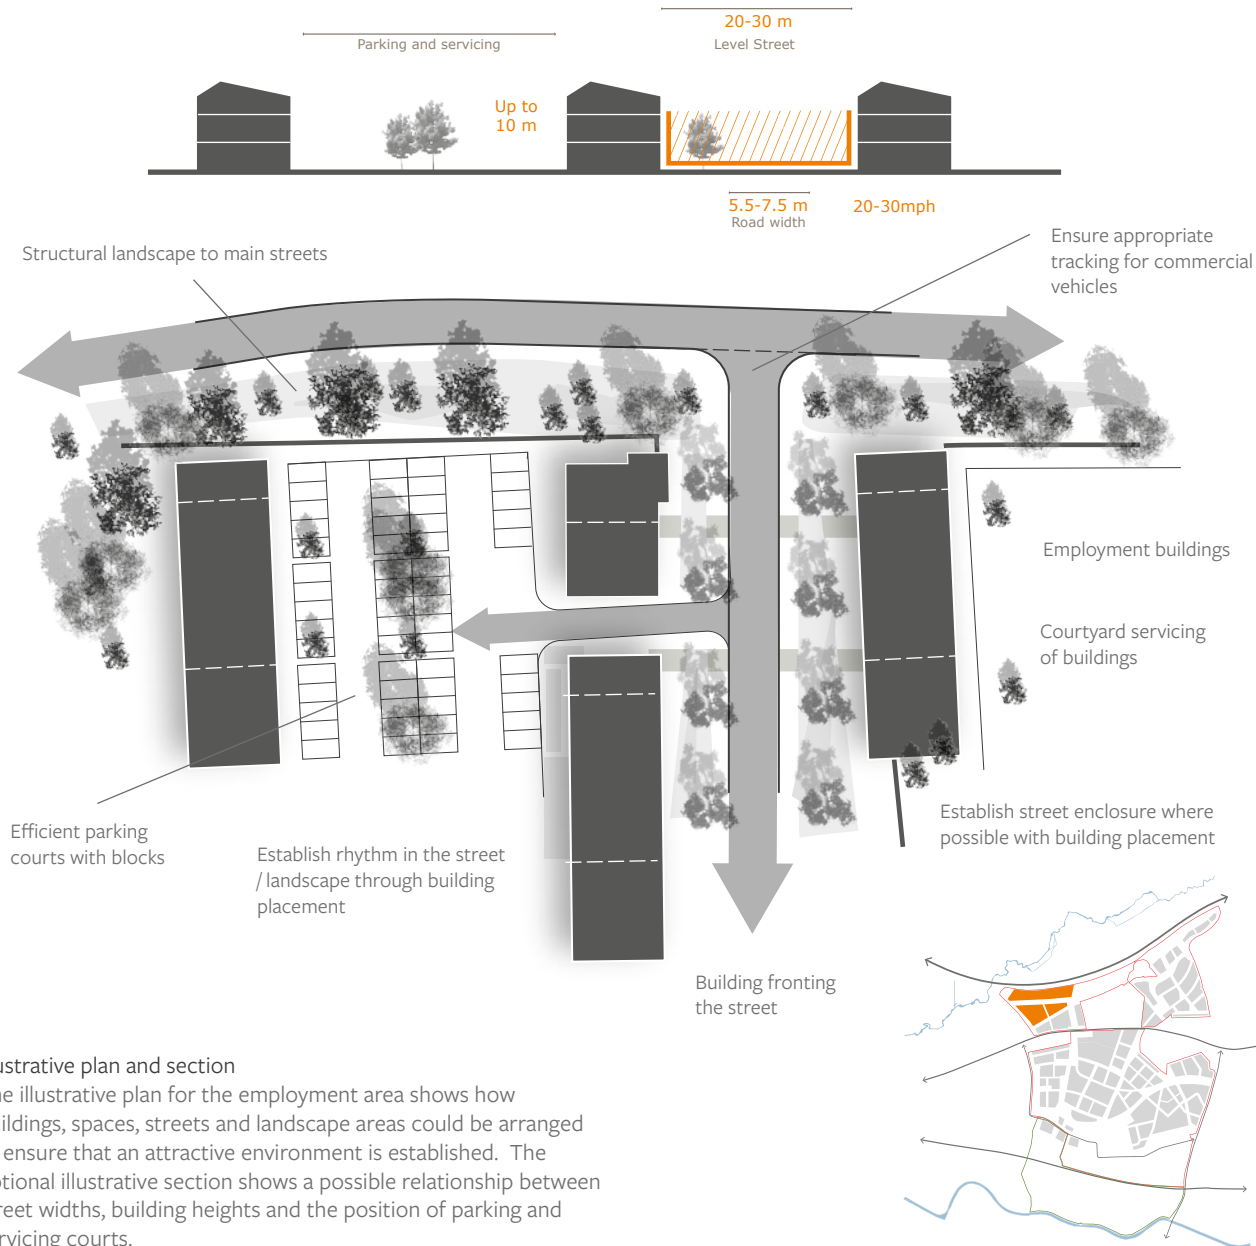 20-30 m
Parking and servicing
Level Street
Up to
10 m
5.5-7.5 m
Road width
20-30mph
Structural landscape to main streets
Ensure appropriate
tracking for commercial
vehicles
Employment buildings
Courtyard servicing
of buildings
Efficient parking
courts with blocks
Establish rhythm in the street
/ landscape through building
placement
Establish street enclosure where
possible with building placement
Building fronting
the street
ustrative plan and section
ne illustrative plan for the employment area shows how
ildings, spaces, streets and landscape areas could be arranged
ensure that an attractive environment is established. The
otional illustrative section shows a possible relationship between
reet widths, building heights and the position of parking and
rvicing courts.